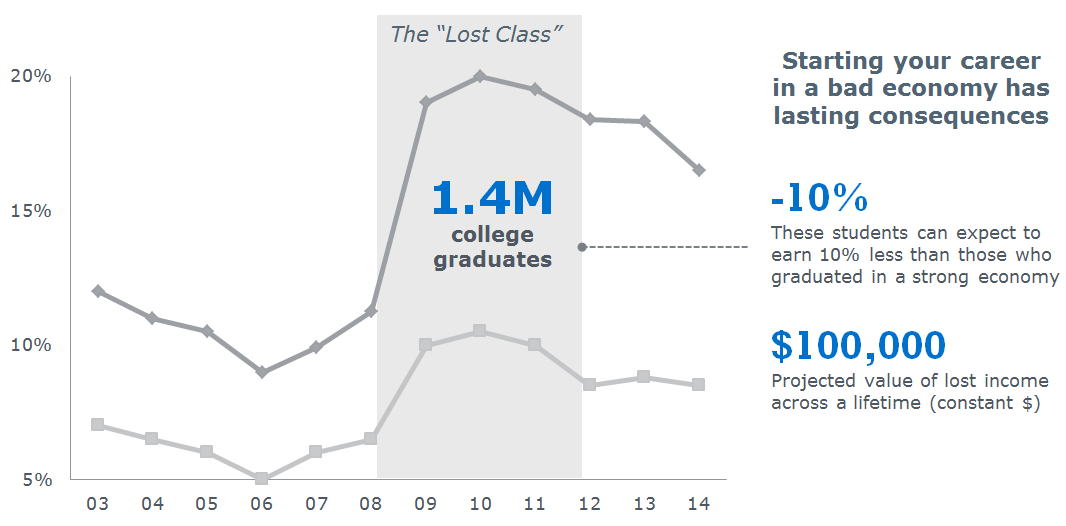 The “Lost Class”
20%
15%
10%
5%
1.4M
college
graduates
03 04 05 06 07 08 09 10 11 12 13 14
Starting your career
in a bad economy has
lasting consequences
-10%
These students can expect to
earn 10% less than those who
graduated in a strong economy
$100,000
Projected value of lost income
across a lifetime (constant $)